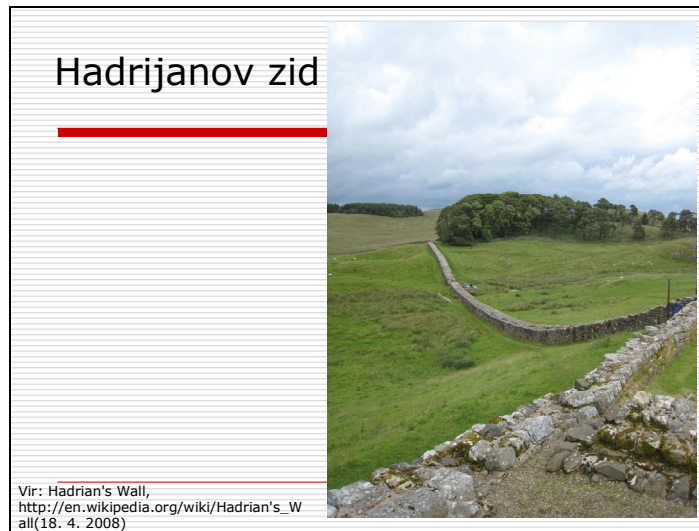 Hadrijanov zid
Vir: Hadrian's Wall,
http://en.wikipedia.org/wiki/Hadrian's_W
all(18. 4. 2008)